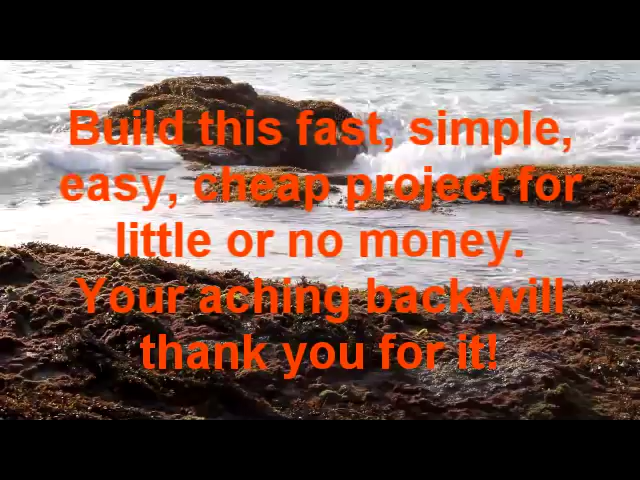 Build this fast, simple,
easy, cheap project for
little or no money.
Your aching back will
thank you for it!